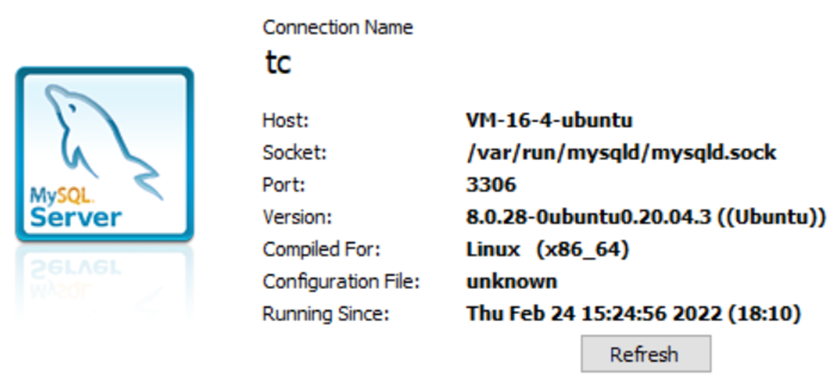 Connection Name
tc
MySQL
Server
Host: VM-16-4-ubuntu
Socket: /var/run/mysqld/mysqld.sock
Port: 3306
Version: 8.0.28-0ubuntu0.20.04.3 ((Ubuntu))
Compiled For: Linux (x86_64)
Configuration File: unknown
Running Since: Thu Feb 24 15:24:56 2022 (18:10)
Refresh